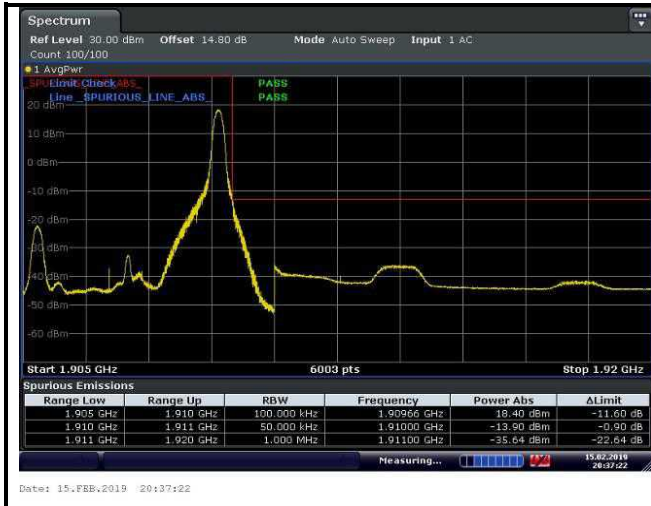 Spectrum
Ref Level 30.00 dBm Offset 14.80 dB Mode Auto Sweep Input 1 AC
Count 100/100
1 AvgPwr
Limit Check PASS
Line _SPURIOUS_LINE_ABS_ PASS
20 dBm
10 dBm
0 dBm
-10 dBm
-20 dBm
-30 dBm
-40 dBm
-50 dBm
-60 dBm
Start 1.905 GHz 6003 pts Stop 1.92 GHz
Spurious Emissions
Range Low Range Up RBW Frequency Power Abs ΔLimit
1.905 GHz 1.910 GHz 100.000 kHz 1.90966 GHz 18.40 dBm -11.60 dB
1.910 GHz 1.911 GHz 50.000 kHz 1.91000 GHz -13.90 dBm -0.90 dB
1.911 GHz 1.920 GHz 1.000 MHz 1.91100 GHz -35.64 dBm -22.64 dB
Measuring... 15.02.2019
20:37:22
Date: 15.FEB.2019 20:37:22